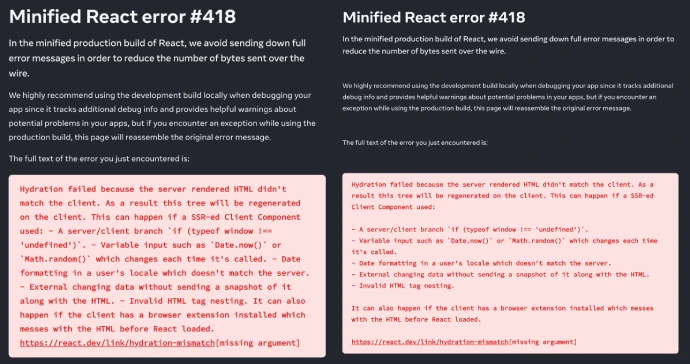 Minified React error #418
In the minified production build of React, we avoid sending down full
error messages in order to reduce the number of bytes sent over the
wire.
We highly recommend using the development build locally when debugging your
app since it tracks additional debug info and provides helpful warnings about
potential problems in your apps, but if you encounter an exception while using the
production build, this page will reassemble the original error message.
The full text of the error you just encountered is:
Hydration failed because the server rendered HTML didn't
match the client. As a result this tree will be regenerated
on the client. This can happen if a SSR-ed Client Component
used: - A server/client branch `if (typeof window !==
'undefined')`. - Variable input such as `Date.now()` or
`Math.random()` which changes each time it's called. - Date
formatting in a user's locale which doesn't match the server.
- External changing data without sending a snapshot of it
along with the HTML. - Invalid HTML tag nesting. It can also
happen if the client has a browser extension installed which
messes with the HTML before React loaded.
https://react.dev/link/hydration-mismatch[missing argument]
Minified React error #418
In the minified production build of React, we avoid sending down full error messages in order to
reduce the number of bytes sent over the wire.
We highly recommend using the development build locally when debugging your app since it tracks additional
debug info and provides helpful warnings about potential problems in your apps, but if you encounter an
exception while using the production build, this page will reassemble the original error message.
The full text of the error you just encountered is:
Hydration failed because the server rendered HTML didn't match the client. As a
result this tree will be regenerated on the client. This can happen if a SSR-ed
Client Component used:
- A server/client branch `if (typeof window !== 'undefined')`.
- Variable input such as `Date.now()` or `Math.random()` which changes each time
it's called.
- Date formatting in a user's locale which doesn't match the server.
- External changing data without sending a snapshot of it along with the HTML.
- Invalid HTML tag nesting.
It can also happen if the client has a browser extension installed which messes
with the HTML before React loaded.
https://react.dev/link/hydration-mismatch[missing argument]